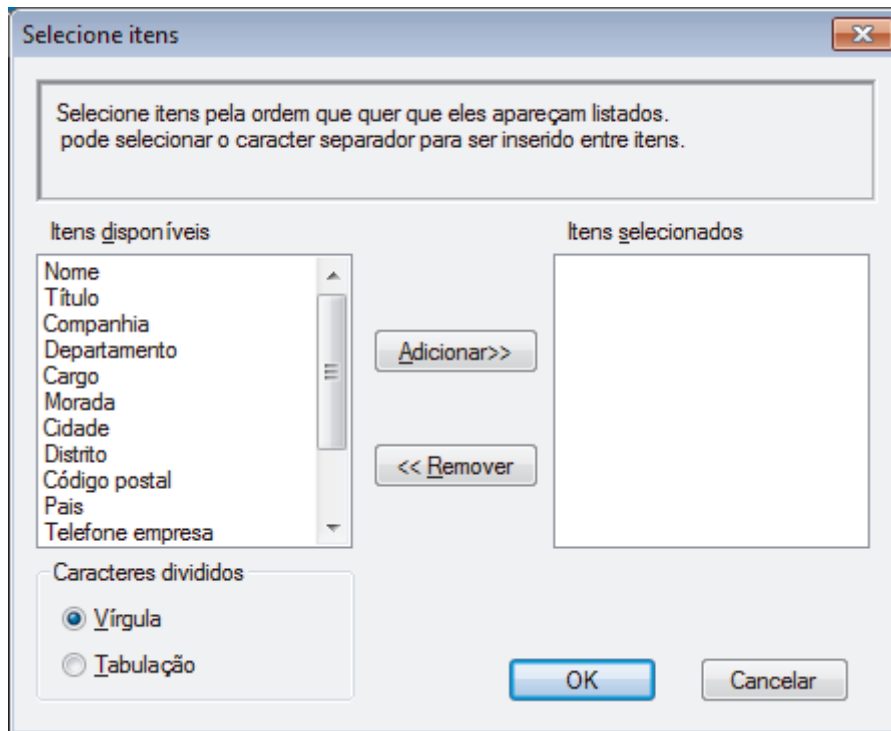 Selecione itens
Selecione itens pela ordem que quer que eles apareçam listados.
pode selecionar o caracter separador para ser inserido entre itens.
Itens disponíveis
Itens selecionados
Nome
Título
Companhia
Departamento
Cargo
Morada
Cidade
Distrito
Código postal
Pais
Telefone empresa
Adicionar>>
<< Remover
Caracteres divididos
Vírgula
Tabulação
OK
Cancelar